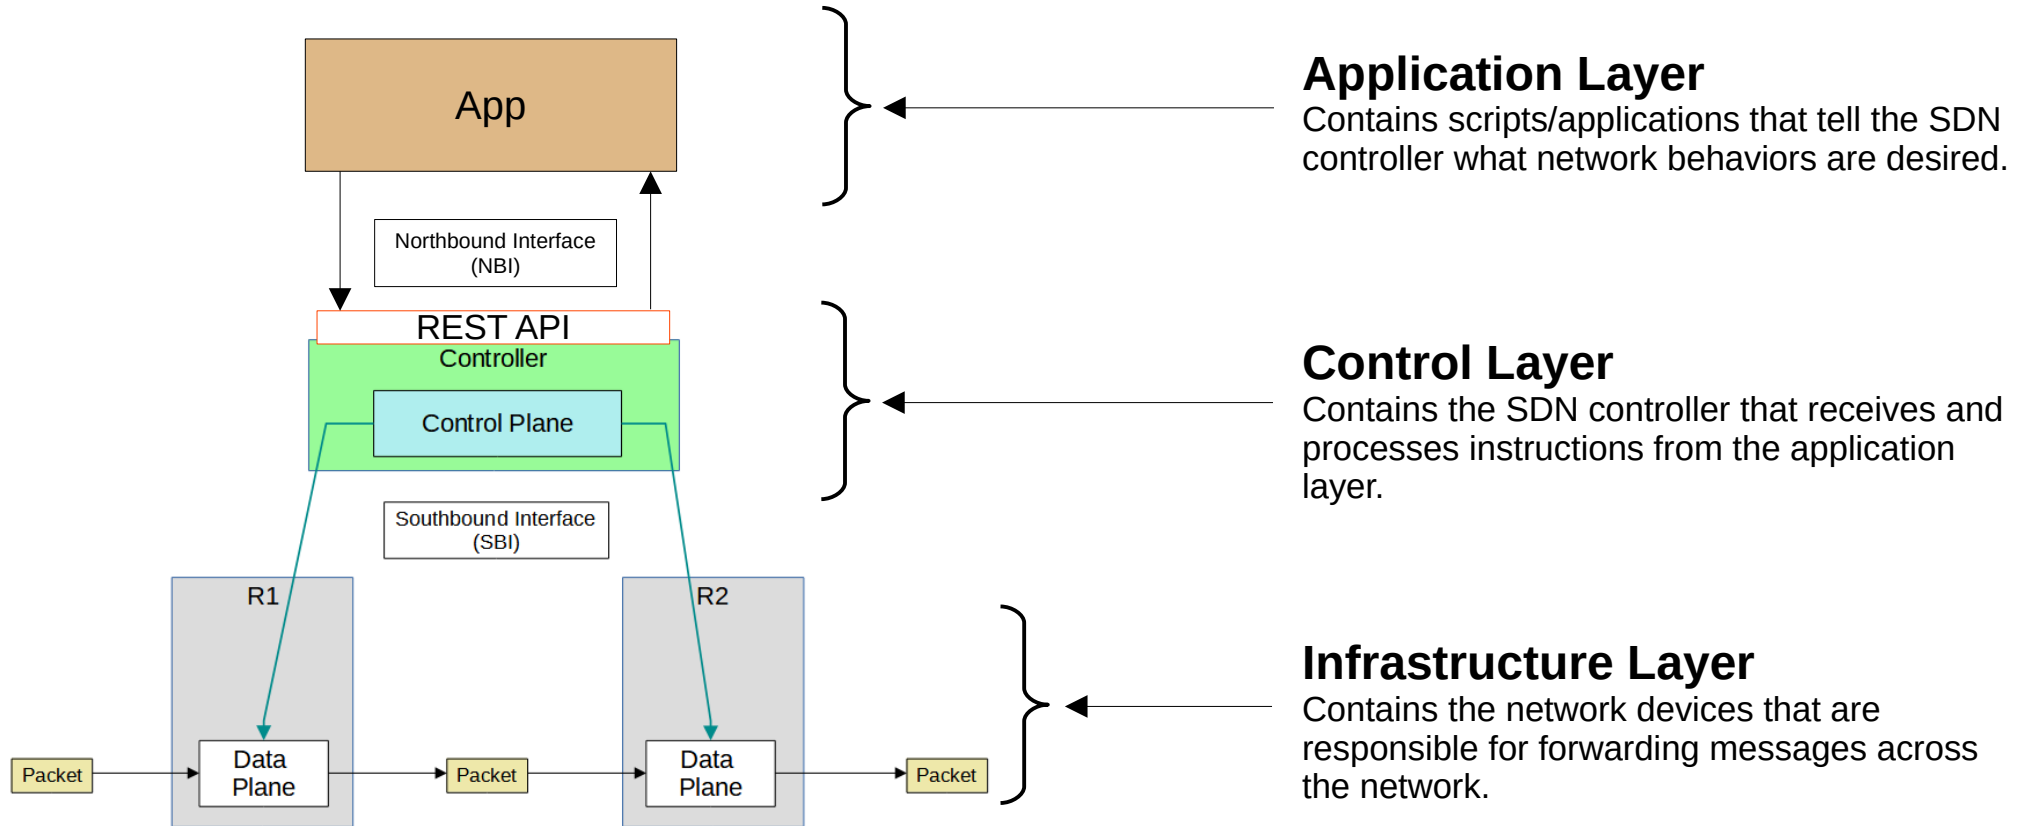 App
Northbound Interface
(NBI)
REST API
Controller
Control Plane
Southbound Interface
(SBI)
R1
R2
Packet
Data
Plane
Packet
Data
Plane
Packet
Application Layer
Contains scripts/applications that tell the SDN
controller what network behaviors are desired.
Control Layer
Contains the SDN controller that receives and
processes instructions from the application
layer.
Infrastructure Layer
Contains the network devices that are
responsible for forwarding messages across
the network.